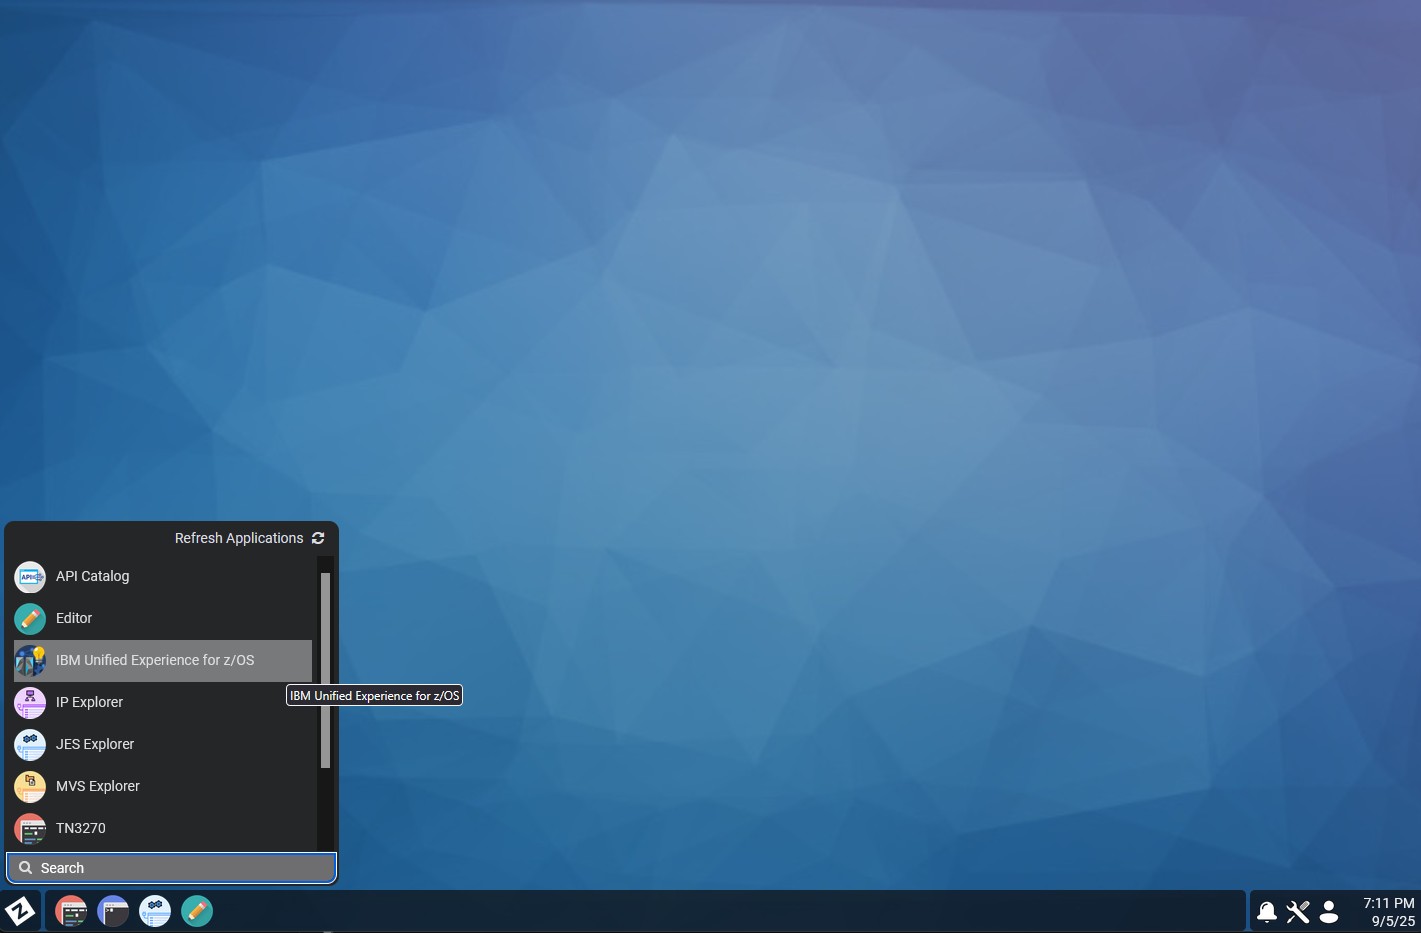 Refresh Applications
API Catalog
Editor
IBM Unified Experience for z/OS
IBM Unified Experience for z/OS
IP Explorer
JES Explorer
MVS Explorer
TN3270
Search
7:11 PM
9/5/25